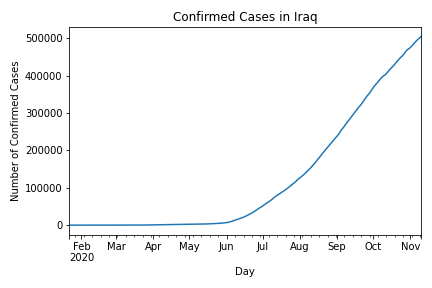 Confirmed Cases in Iraq
Number of Confirmed Cases
500000
400000
300000
200000
100000
0
Feb Mar Apr May Jun Jul Aug Sep Oct Nov
2020
Day